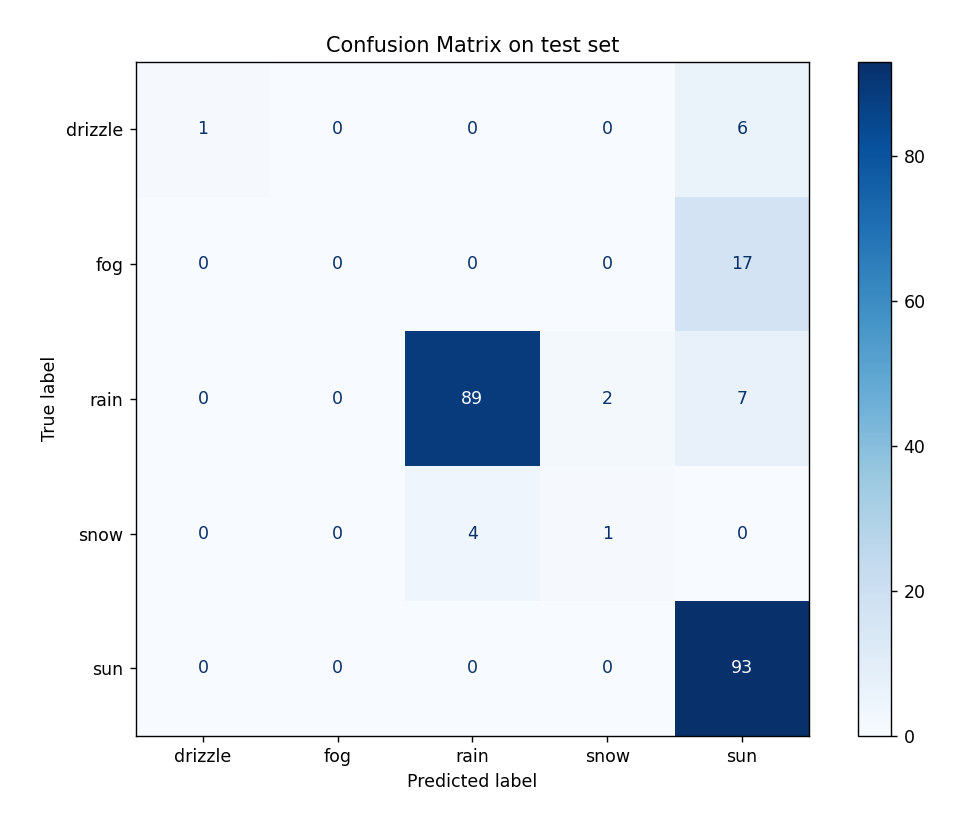 Confusion Matrix on test set
drizzle 1 0 0 0 6
fog 0 0 0 0 17
rain 0 0 89 2 7
snow 0 0 4 1 0
sun 0 0 0 0 93
drizzle fog rain snow sun
Predicted label
True label
80
60
40
20
0